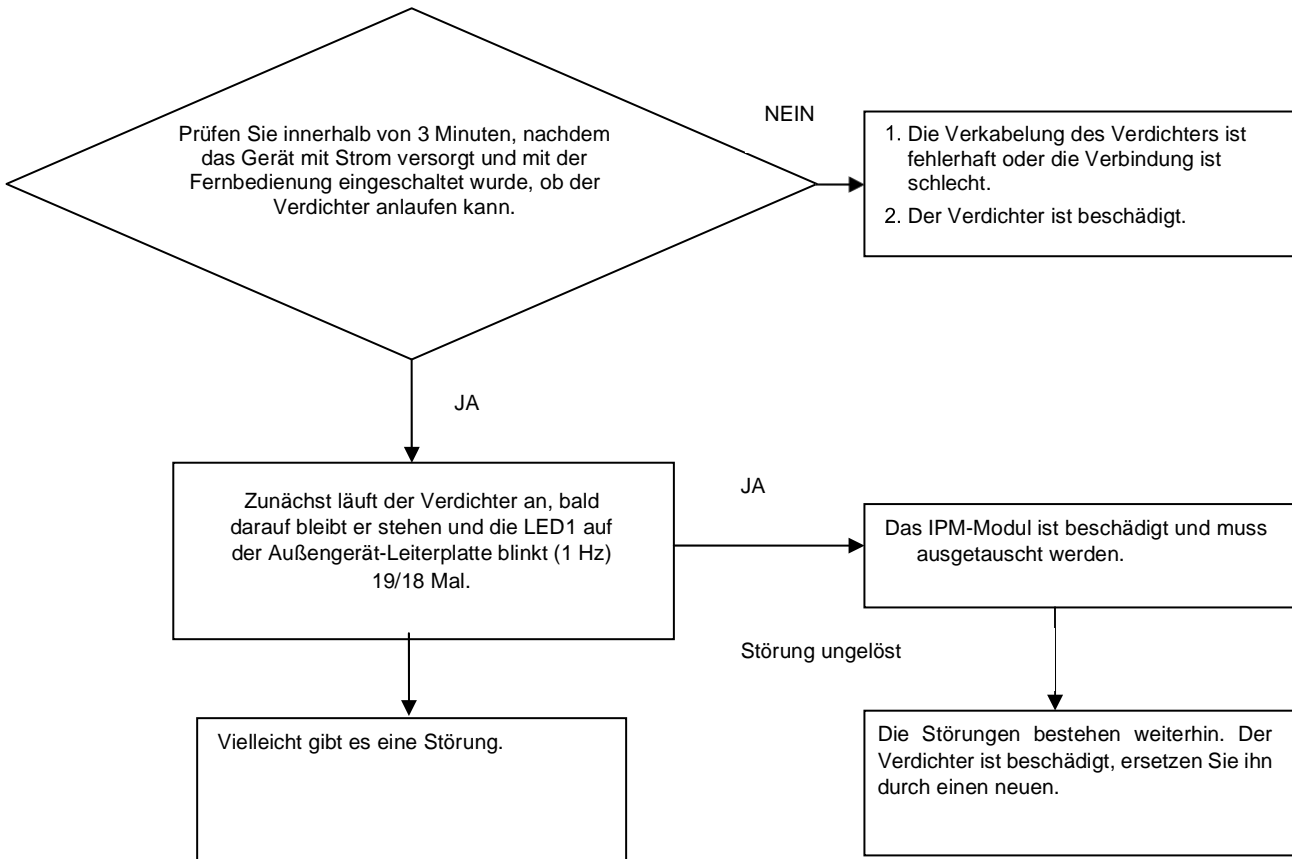 Prüfen Sie innerhalb von 3 Minuten, nachdem
das Gerät mit Strom versorgt und mit der
Fernbedienung eingeschaltet wurde, ob der
Verdichter anlaufen kann.
NEIN
1. Die Verkabelung des Verdichters ist
fehlerhaft oder die Verbindung ist
schlecht.
2. Der Verdichter ist beschädigt.
JA
Zunächst läuft der Verdichter an, bald
darauf bleibt er stehen und die LED1 auf
der Außengerät-Leiterplatte blinkt (1 Hz)
19/18 Mal.
JA
Das IPM-Modul ist beschädigt und muss
ausgetauscht werden.
Störung ungelöst
Vielleicht gibt es eine Störung.
Die Störungen bestehen weiterhin. Der
Verdichter ist beschädigt, ersetzen Sie ihn
durch einen neuen.